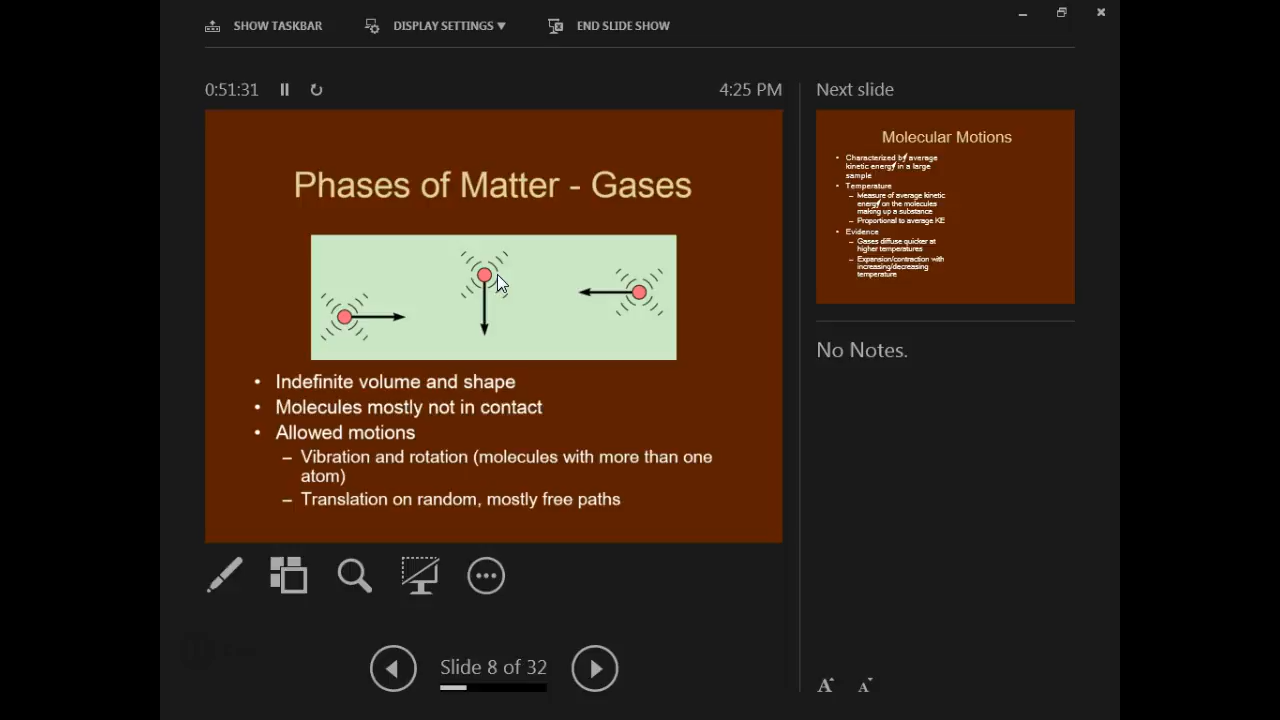 SHOW TASKBAR
DISPLAY SETTINGS ▼
END SLIDE SHOW
0:51:31
4:25 PM
Next slide
Phases of Matter - Gases
• Indefinite volume and shape
• Molecules mostly not in contact
• Allowed motions
– Vibration and rotation (molecules with more than one
atom)
– Translation on random, mostly free paths
Molecular Motions
• Characterized by average
kinetic energy in a large
sample
• Temperature
– Measure of average kinetic
energy on the molecules
making up a substance
– Proportional to average KE
• Evidence
– Gases diffuse quicker at
higher temperatures
– Expansion/contraction with
increasing/decreasing
temperature
No Notes.
Slide 8 of 32
A A